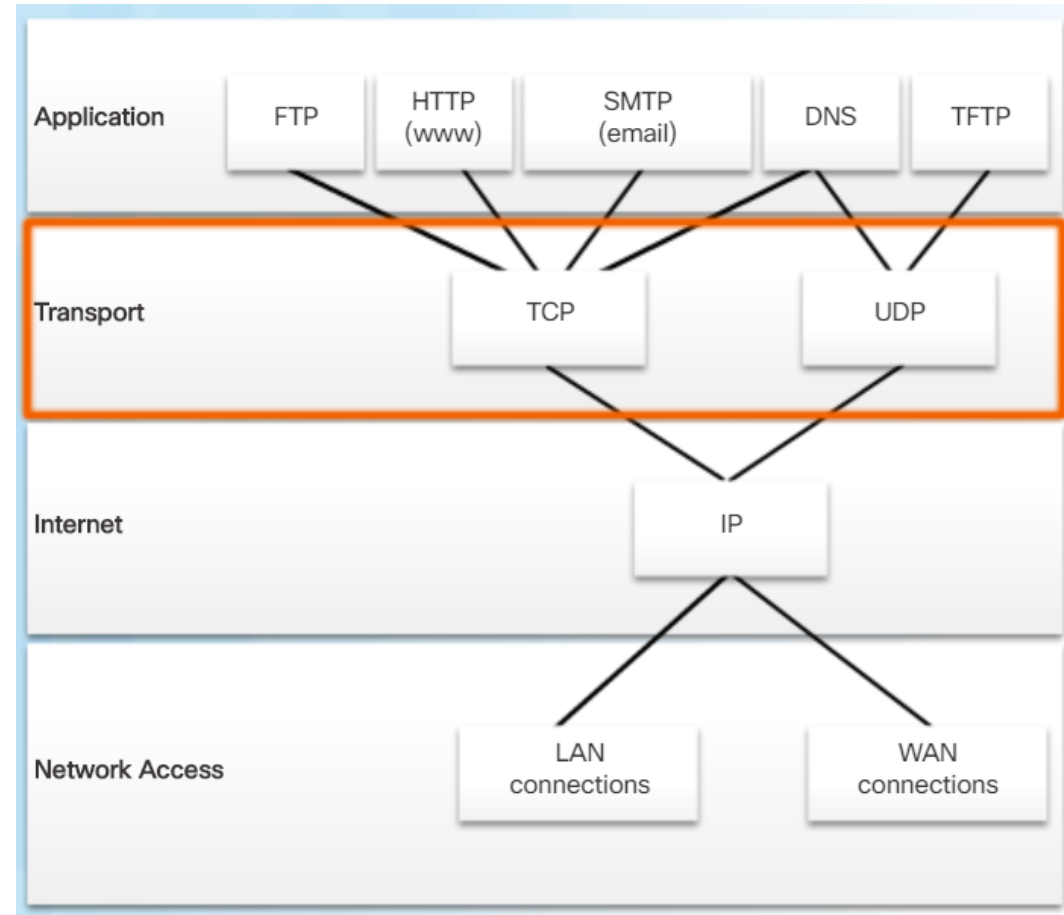 Application
FTP
HTTP
(www)
SMTP
(email)
DNS
TFTP
Transport
TCP
UDP
Internet
IP
Network Access
LAN
connections
WAN
connections